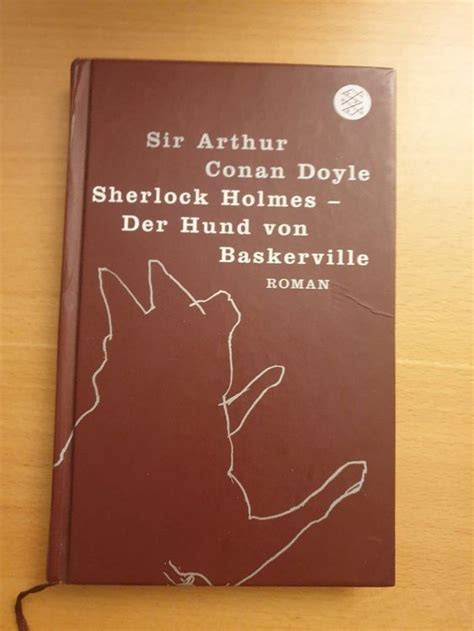 Sir Arthur
Conan Doyle
Sherlock Holmes –
Der Hund von
Baskerville
ROMAN